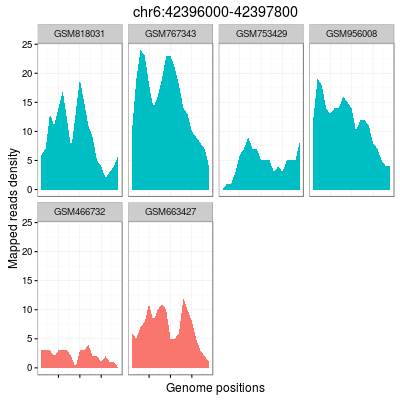 chr6:42396000-42397800
GSM818031 GSM767343 GSM753429 GSM956008
25
20
15
10
5
0
GSM466732 GSM663427
25
20
15
10
5
0
Mapped reads density
Genome positions